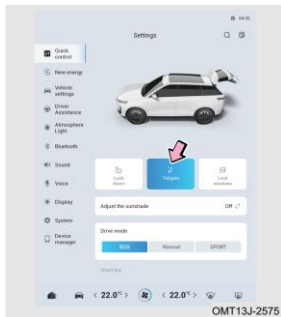 Settings
Quick
control
New energy
Vehicle
settings
Driver
Assistance
Atmosphere
Light
Bluetooth
Sound
Voice
Display
System
Device
manager
Lock
doors
Tailgate
Lock
windows
Adjust the sunshade
Off
Drive mode
ECO
Normal
SPORT
Smart key
< 22.0°C >
< 22.0°C >
OMT13J-2575